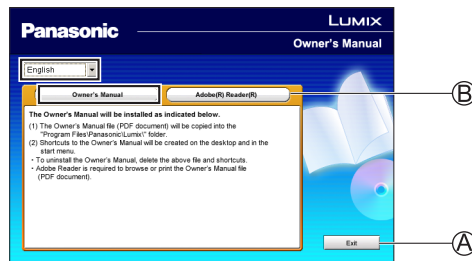 Panasonic
LUMIX
Owner's Manual
English
Owner's Manual
Adobe(R) Reader(R)
B
The Owner's Manual will be installed as indicated below.
(1) The Owner's Manual file (PDF document) will be copied into the
"Program Files\Panasonic\Lumix\" folder.
(2) Shortcuts to the Owner's Manual will be created on the desktop and in the
start menu.
・To uninstall the Owner's Manual, delete the above file and shortcuts.
・Adobe Reader is required to browse or print the Owner's Manual file
(PDF document).
Exit
A